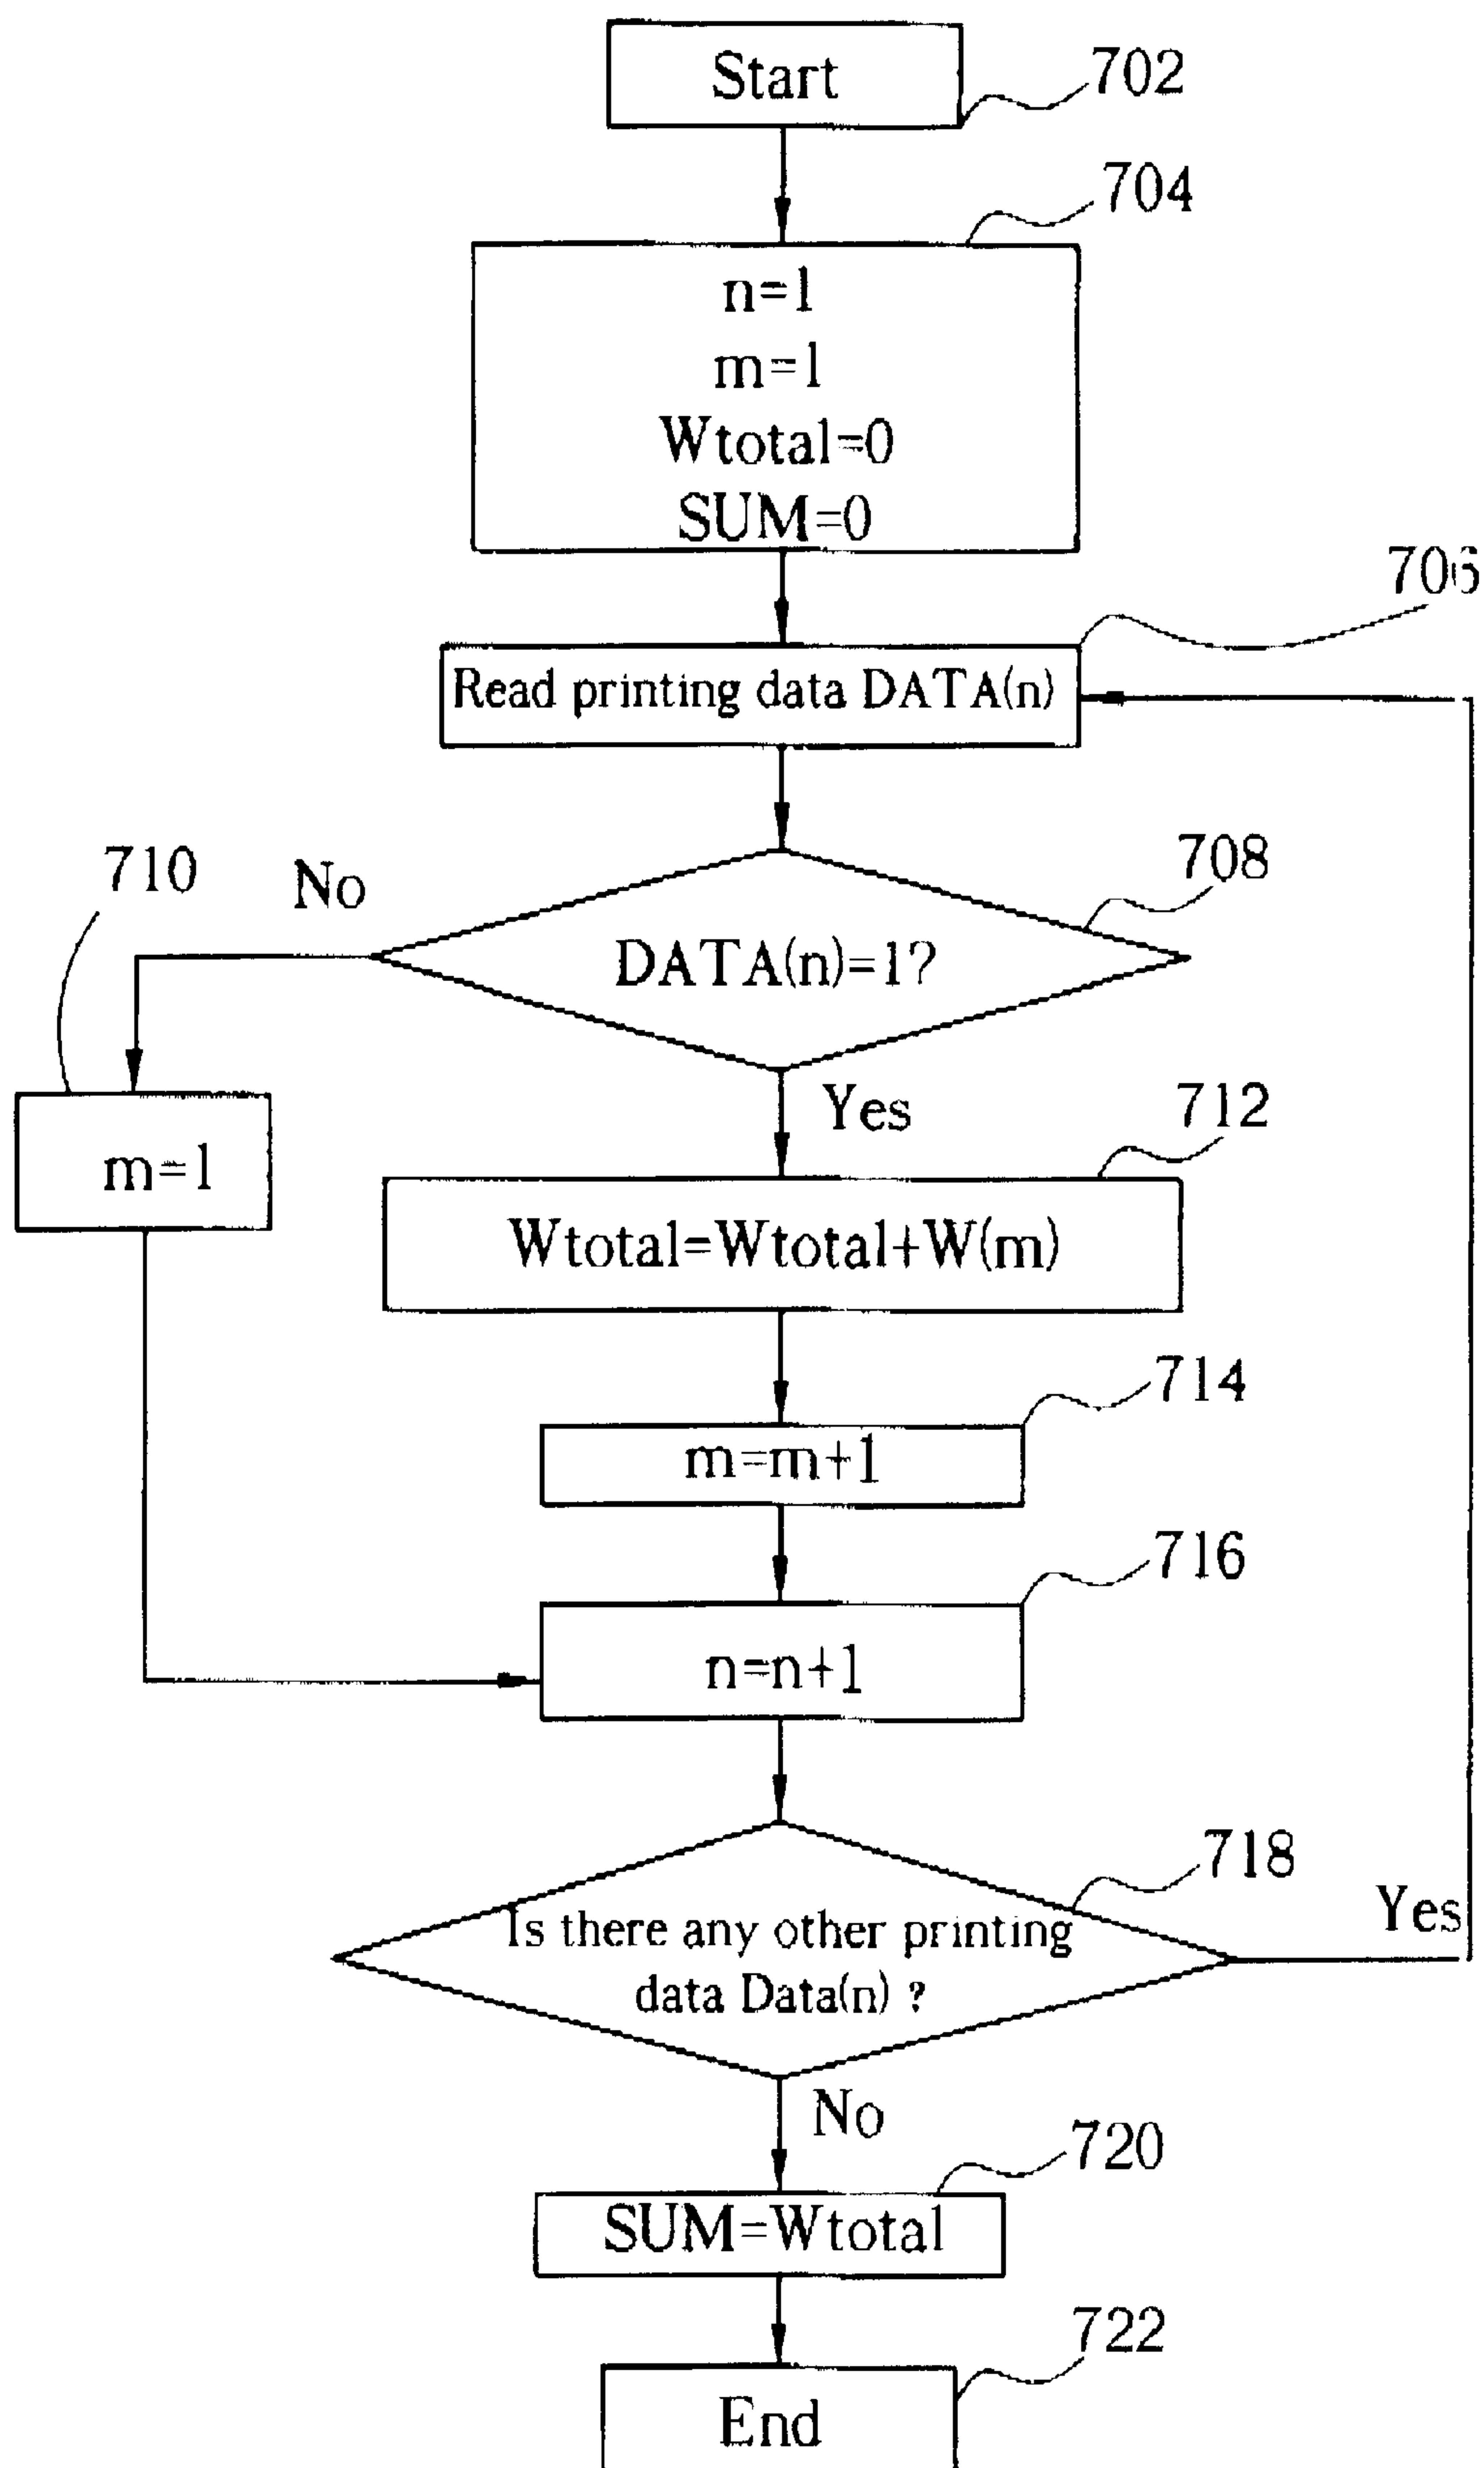 Start
702
704
n=1
m=1
Wtotal=0
SUM=0
706
Read printing data DATA(n)
708
710
No
DATA(n)=1?
Yes
712
m=1
Wtotal=Wtotal+W(m)
714
m=m+1
716
n=n+1
718
Yes
Is there any other printing
data Data(n) ?
No
720
SUM=Wtotal
722
End